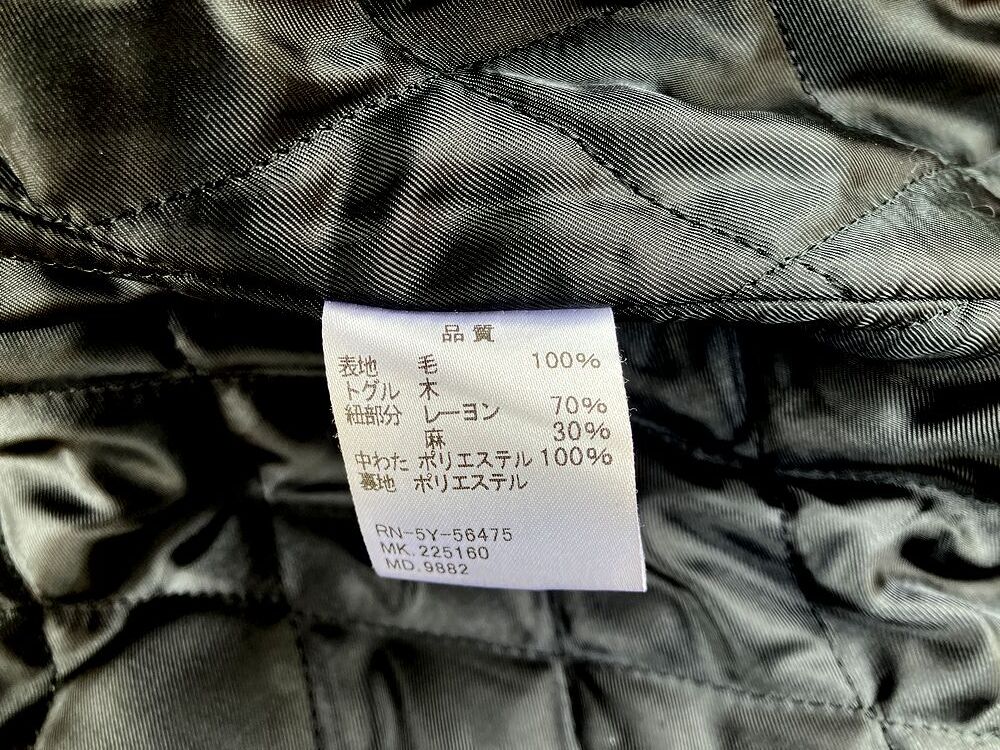 品質
表地 毛 100%
トグル 木
紐部分 レーヨン 70%
麻 30%
中わた ポリエステル 100%
裏地 ポリエステル
RN-5Y-56475
MK.225160
MD.9882